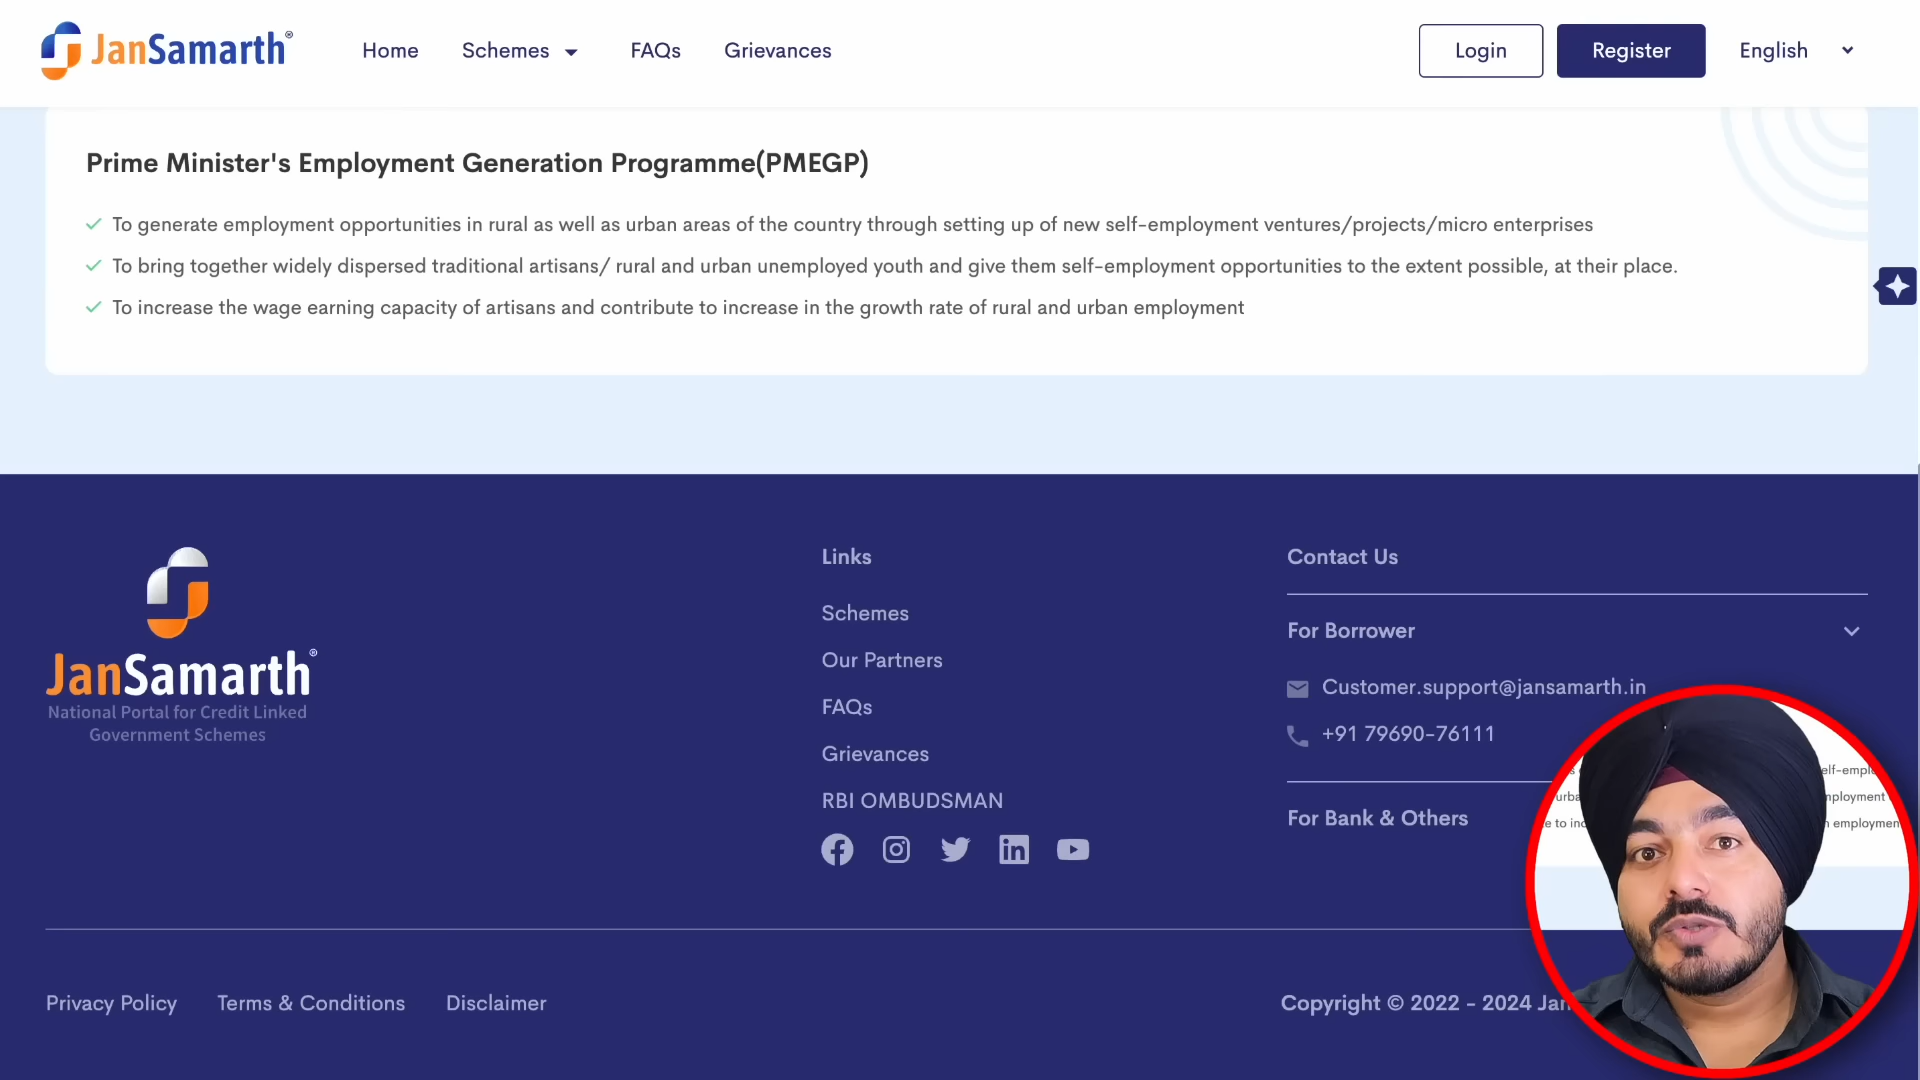 JanSamarth®
Home
Schemes
FAQs
Grievances
Login
Register
English
Prime Minister's Employment Generation Programme(PMEGP)
To generate employment opportunities in rural as well as urban areas of the country through setting up of new self-employment ventures/projects/micro enterprises
To bring together widely dispersed traditional artisans/ rural and urban unemployed youth and give them self-employment opportunities to the extent possible, at their place.
To increase the wage earning capacity of artisans and contribute to increase in the growth rate of rural and urban employment
JanSamarth®
National Portal for Credit Linked
Government Schemes
Links
Schemes
Our Partners
FAQs
Grievances
RBI OMBUDSMAN
Contact Us
For Borrower
Customer.support@jansamarth.in
+91 79690-76111
For Bank & Others
Privacy Policy
Terms & Conditions
Disclaimer
Copyright © 2022 - 2024